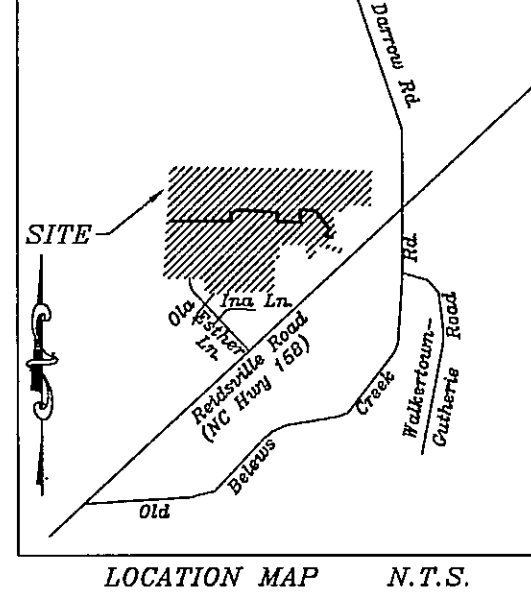 Darrow Rd.
SITE
Ina Ln.
Ola
Esther
Ln.
Reidsville Road
(NC Hwy 158)
Rd.
Creek
Belews
Old
Walkertown-
Gutherie Road
LOCATION MAP N.T.S.